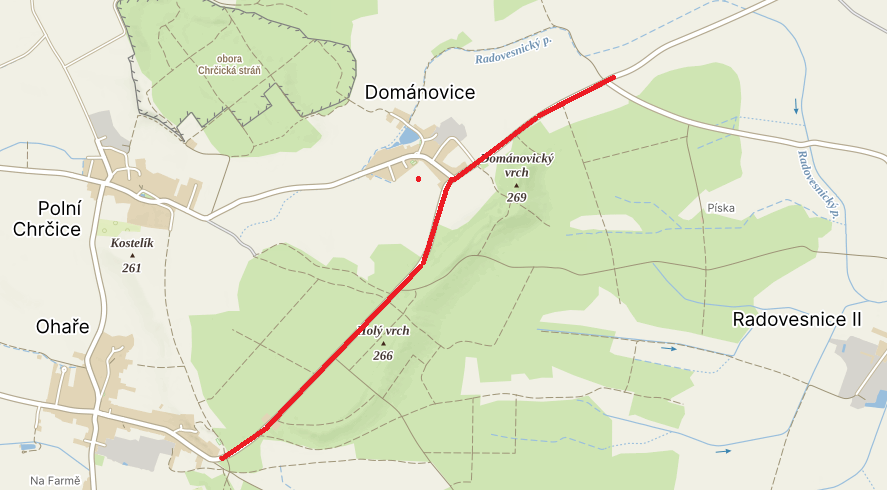 Radovesnický p.
obora
Chrčická stráň
Dománovice
Dománovický
vrch
269
Radovesnický p.
Polní
Chrčice
Píska
Kostelík
261
Ohaře
Holý vrch
266
Radovesnice II
Na Farmě